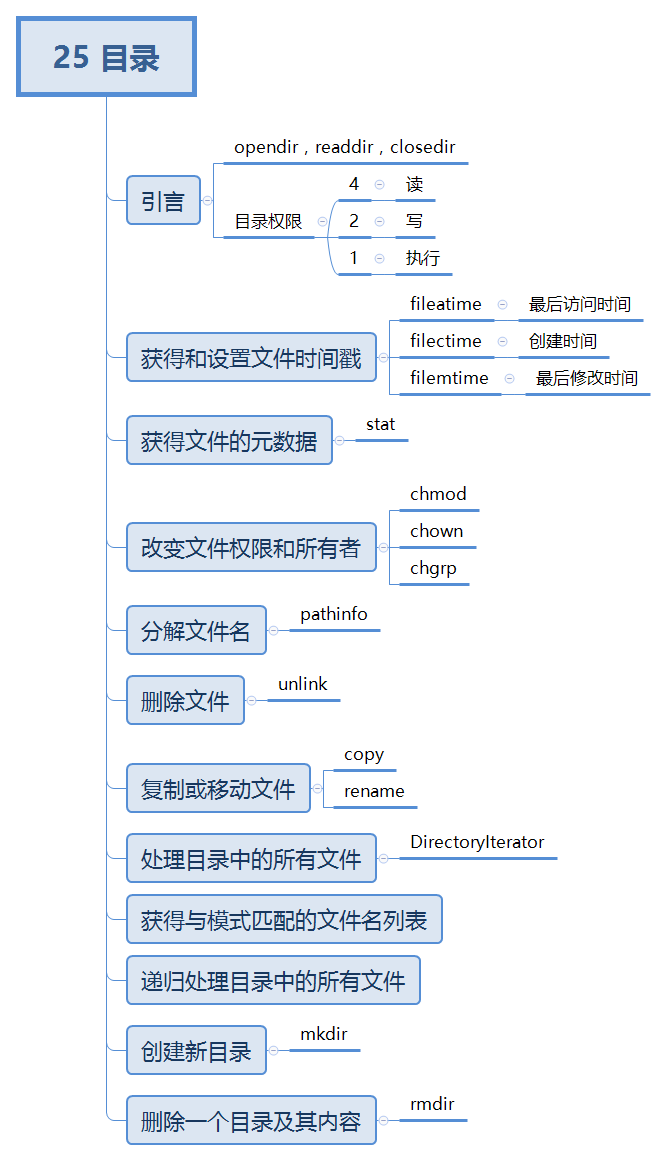 25 目录
引言
opendir，readdir，closedir
目录权限
4 读
2 写
1 执行
获得和设置文件时间戳
fileatime 最后访问时间
filectime 创建时间
filemtime 最后修改时间
获得文件的元数据
stat
改变文件权限和所有者
chmod
chown
chgrp
分解文件名
pathinfo
删除文件
unlink
复制或移动文件
copy
rename
处理目录中的所有文件
DirectoryIterator
获得与模式匹配的文件名列表
递归处理目录中的所有文件
创建新目录
mkdir
删除一个目录及其内容
rmdir